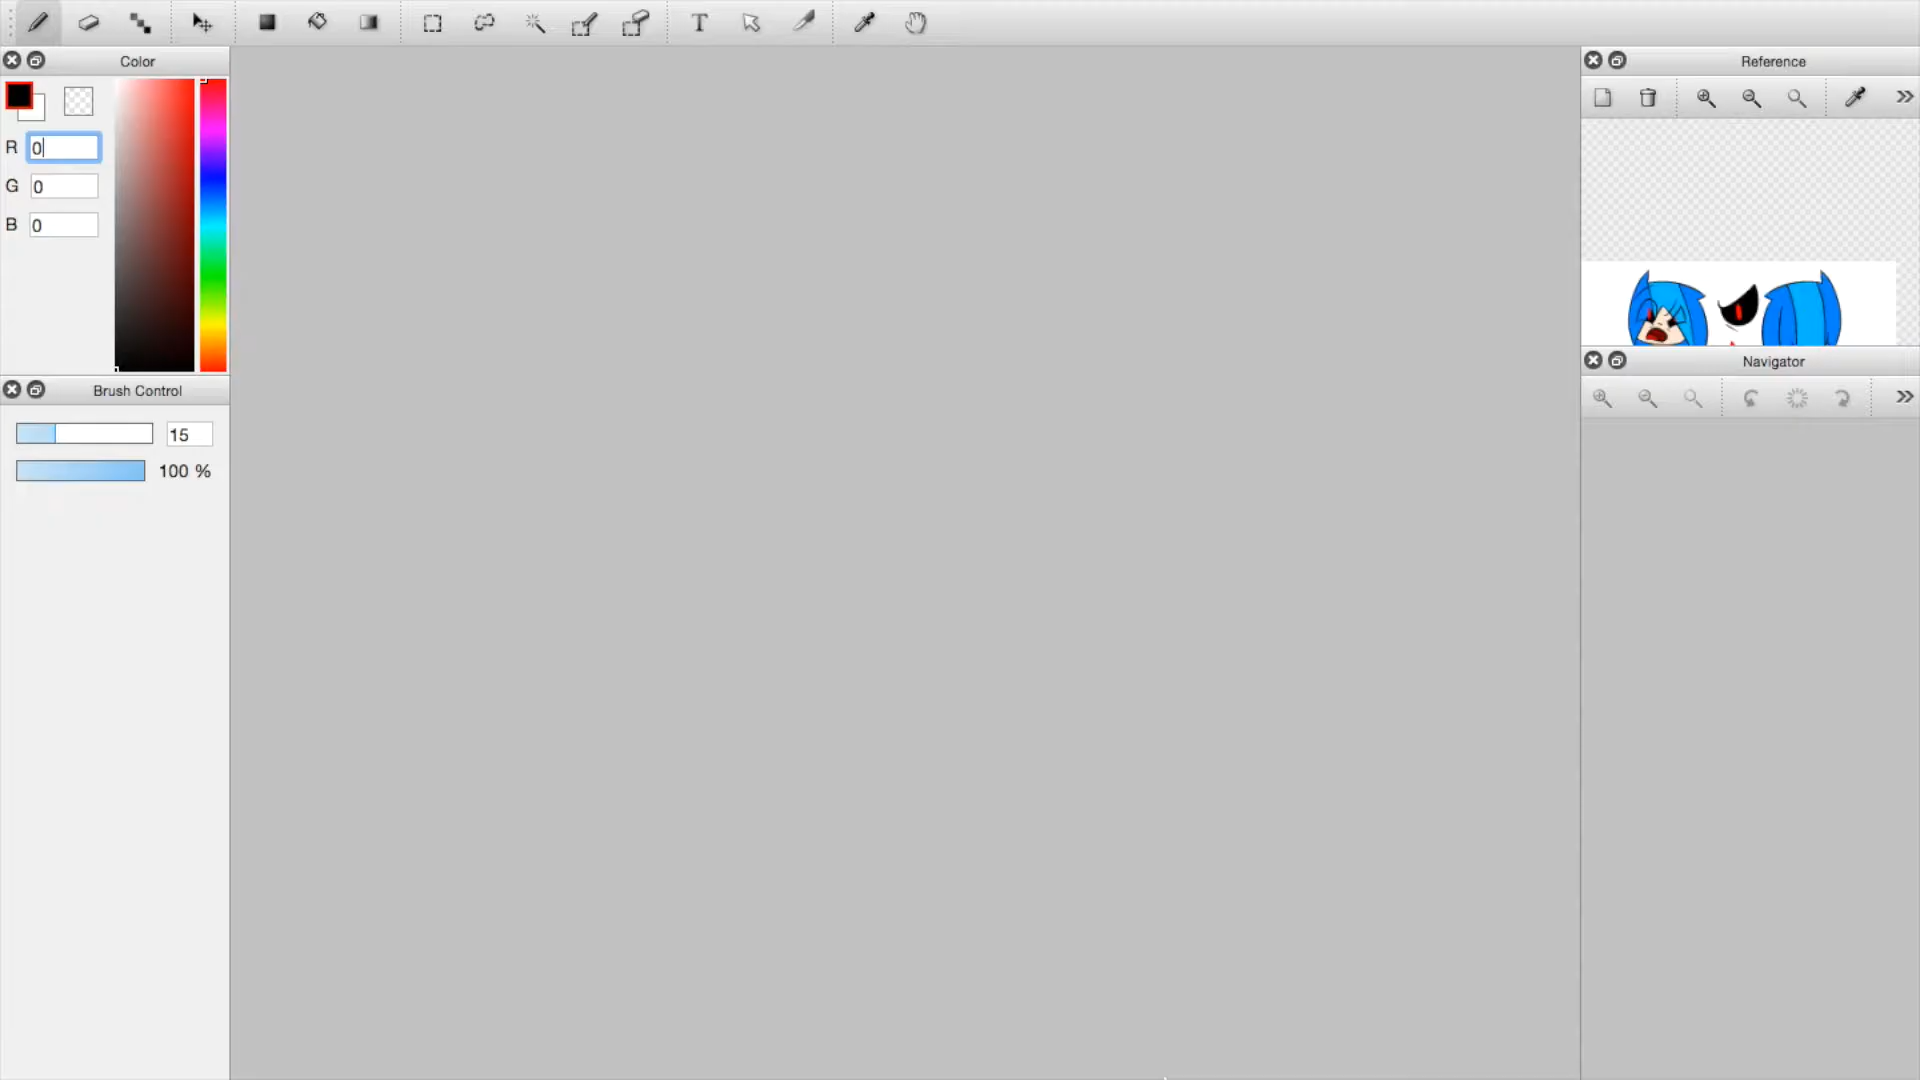 Color
R 0
G 0
B 0
Brush Control
15
100 %
T
Reference
Navigator